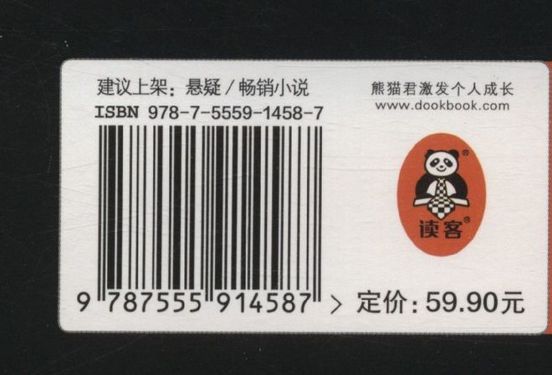 建议上架：悬疑/畅销小说
ISBN 978-7-5559-1458-7
9 787555 914587 >
熊猫君激发个人成长
www.dookbook.com
读客®
定价：59.90元